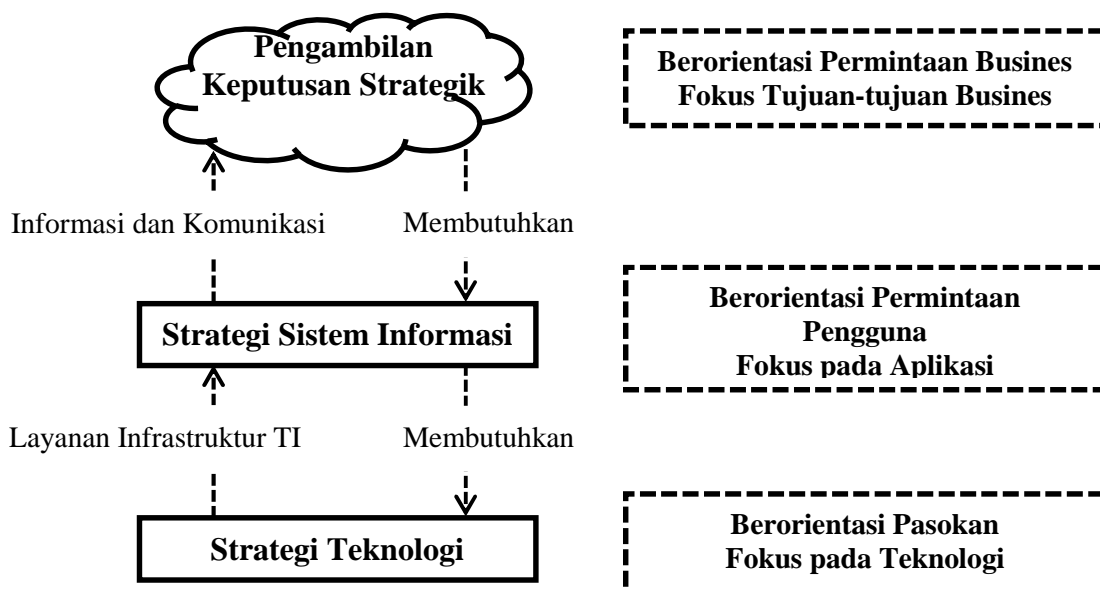 Pengambilan
Keputusan Strategik
Berorientasi Permintaan Busines
Fokus Tujuan-tujuan Busines
Informasi dan Komunikasi
Membutuhkan
Strategi Sistem Informasi
Berorientasi Permintaan
Pengguna
Fokus pada Aplikasi
Layanan Infrastruktur TI
Membutuhkan
Strategi Teknologi
Berorientasi Pasokan
Fokus pada Teknologi